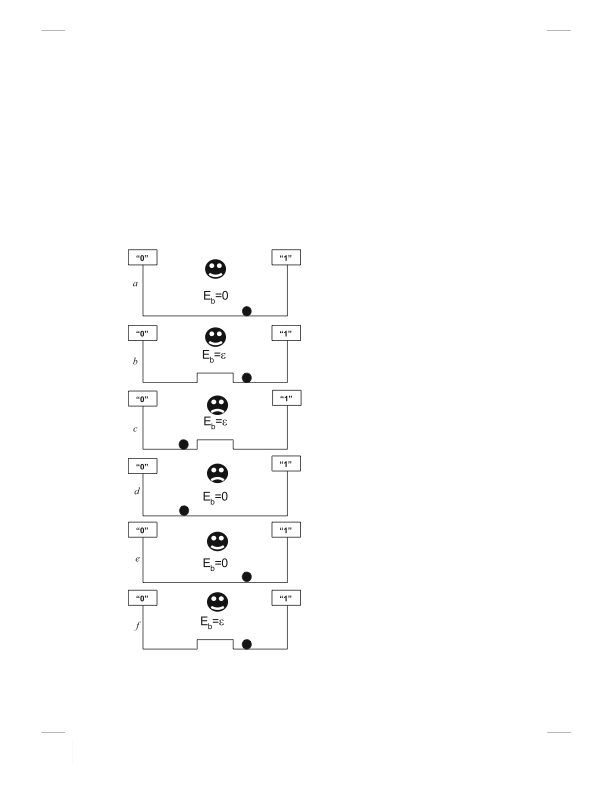 “0” “1”
a
E_b=0
“0” “1”
b
E_b=ε
“0” “1”
c
E_b=ε
“0” “1”
d
E_b=0
“0” “1”
e
E_b=0
“0” “1”
f
E_b=ε